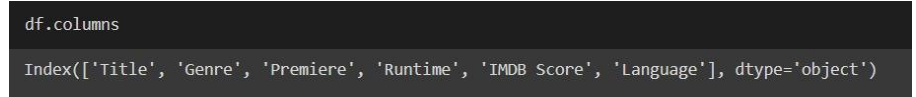 df.columns
Index(['Title', 'Genre', 'Premiere', 'Runtime', 'IMDB Score', 'Language'], dtype='object')